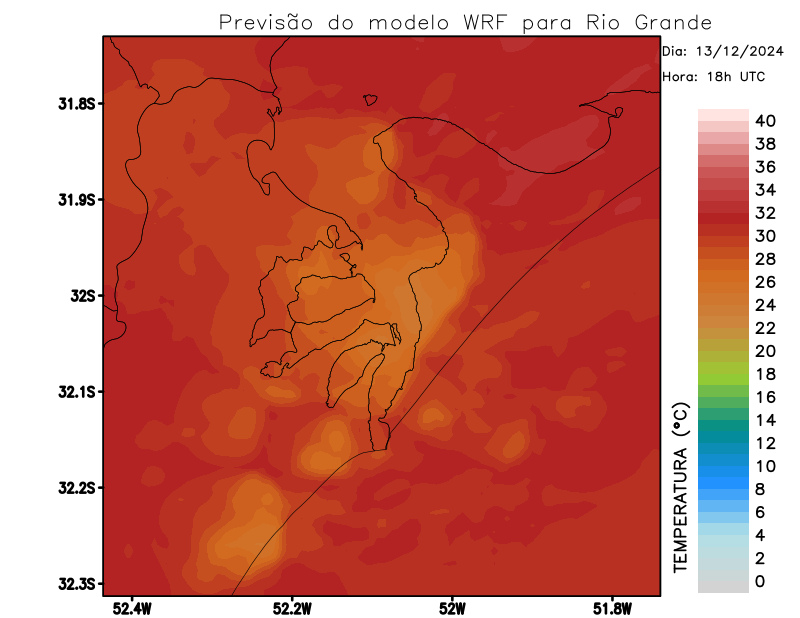 Previsão do modelo WRF para Rio Grande
Dia: 13/12/2024
Hora: 18h UTC
31.8S
31.9S
32S
32.1S
32.2S
32.3S
52.4W
52.2W
52W
51.8W
TEMPERATURA (°C)
40
38
36
34
32
30
28
26
24
22
20
18
16
14
12
10
8
6
4
2
0